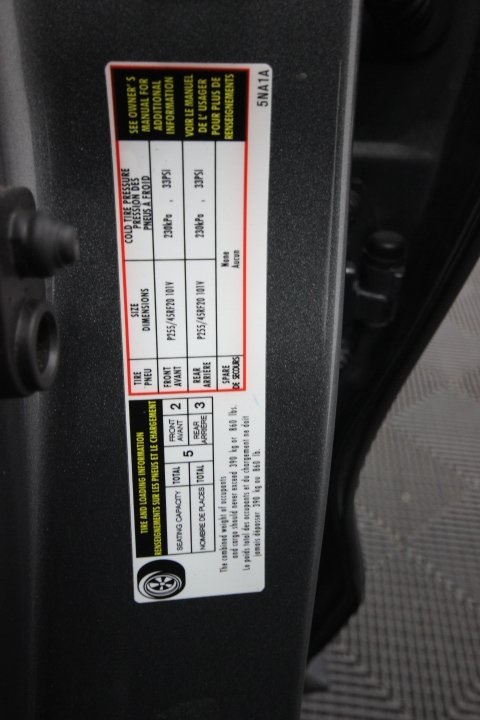 TIRE AND LOADING INFORMATION
RENSEIGNEMENTS SUR LES PNEUS ET LE CHARGEMENT
SEATING CAPACITY TOTAL 5 FRONT AVANT 2
NOMBRE DE PLACES TOTAL REAR ARRIÈRE 3
The combined weight of occupants
and cargo should never exceed 390 kg or 860 lbs.
Le poids total des occupants et du chargement ne doit
jamais dépasser 390 kg ou 860 lb.
TIRE PNEU
SIZE DIMENSIONS
COLD TIRE PRESSURE
PRESSION DES
PNEUS À FROID
FRONT AVANT P255/45RF20 101V 230kPa , 33PSI
REAR ARRIERE P255/45RF20 101V 230kPa , 33PSI
SPARE DE SECOURS None Aucun
SEE OWNER'S
MANUAL FOR
ADDITIONAL
INFORMATION
VOIR LE MANUEL
DE L'USAGER
POUR PLUS DE
RENSEIGNEMENTS
5NA1A